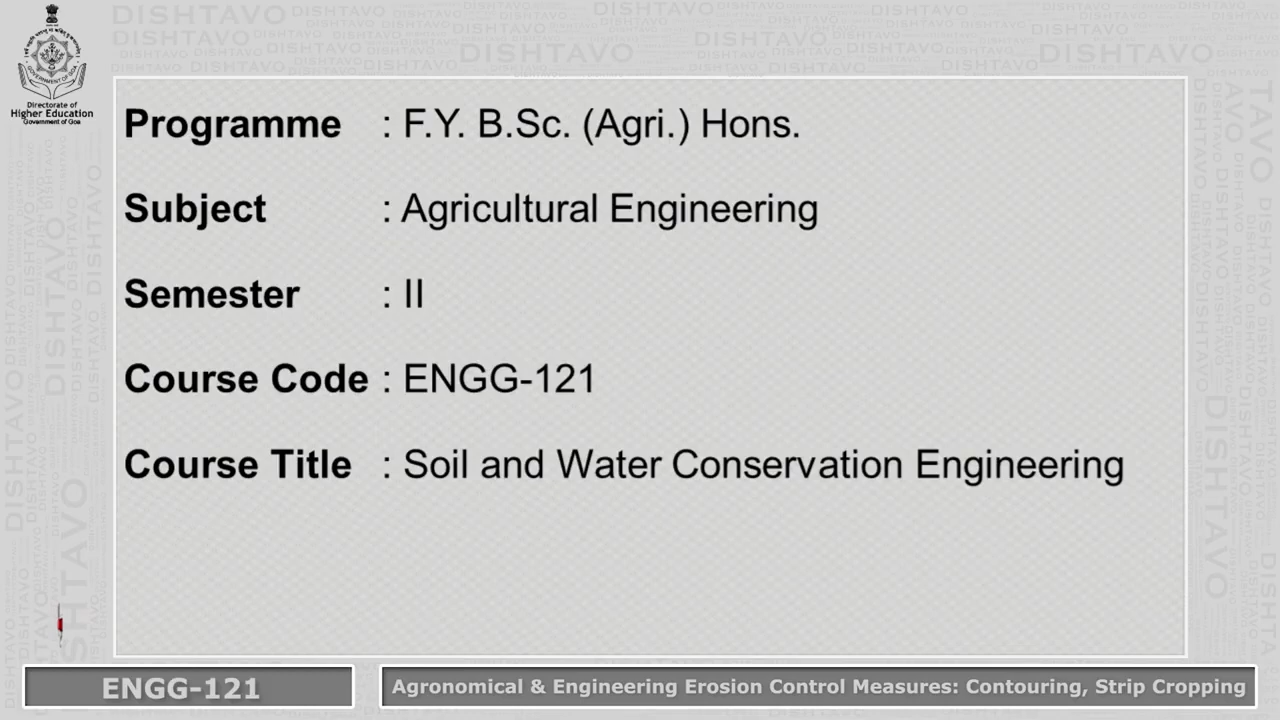 Directorate of
Higher Education
Government of Goa
Programme : F.Y. B.Sc. (Agri.) Hons.
Subject : Agricultural Engineering
Semester : II
Course Code : ENGG-121
Course Title : Soil and Water Conservation Engineering
ENGG-121
Agronomical & Engineering Erosion Control Measures: Contouring, Strip Cropping
DISHTAVO